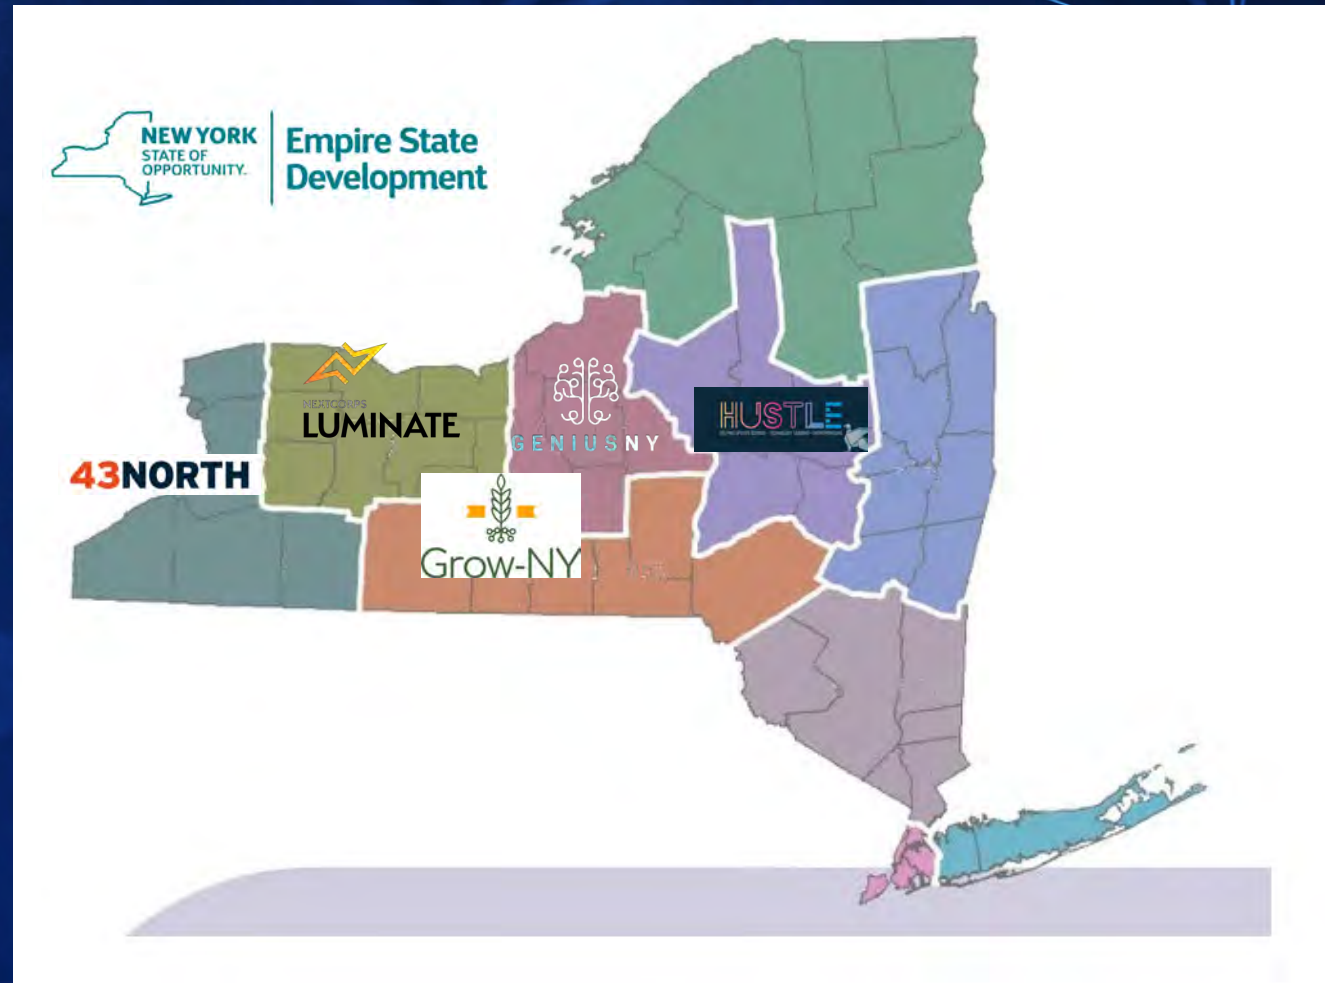 NEW YORK
STATE OF
OPPORTUNITY.
Empire State
Development
NEXTCORPS
LUMINATE
GENIUSNY
HUSTLE
43NORTH
Grow-NY